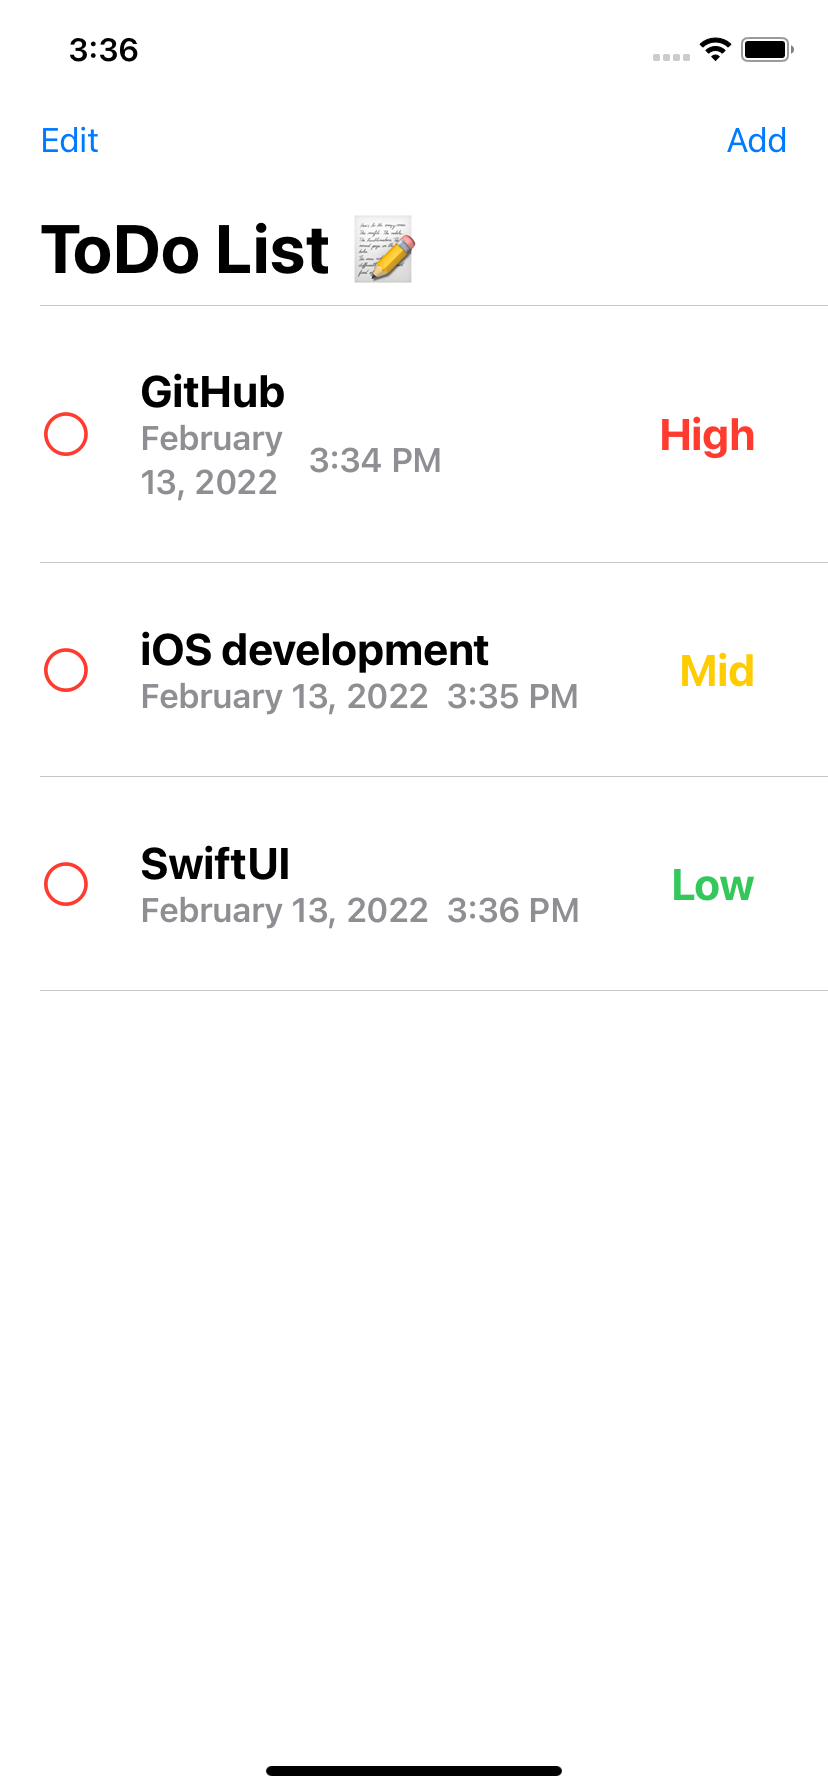 3:36
Edit
Add
ToDo List 📝
GitHub
February
13, 2022
3:34 PM
High
iOS development
February 13, 2022 3:35 PM
Mid
SwiftUI
February 13, 2022 3:36 PM
Low